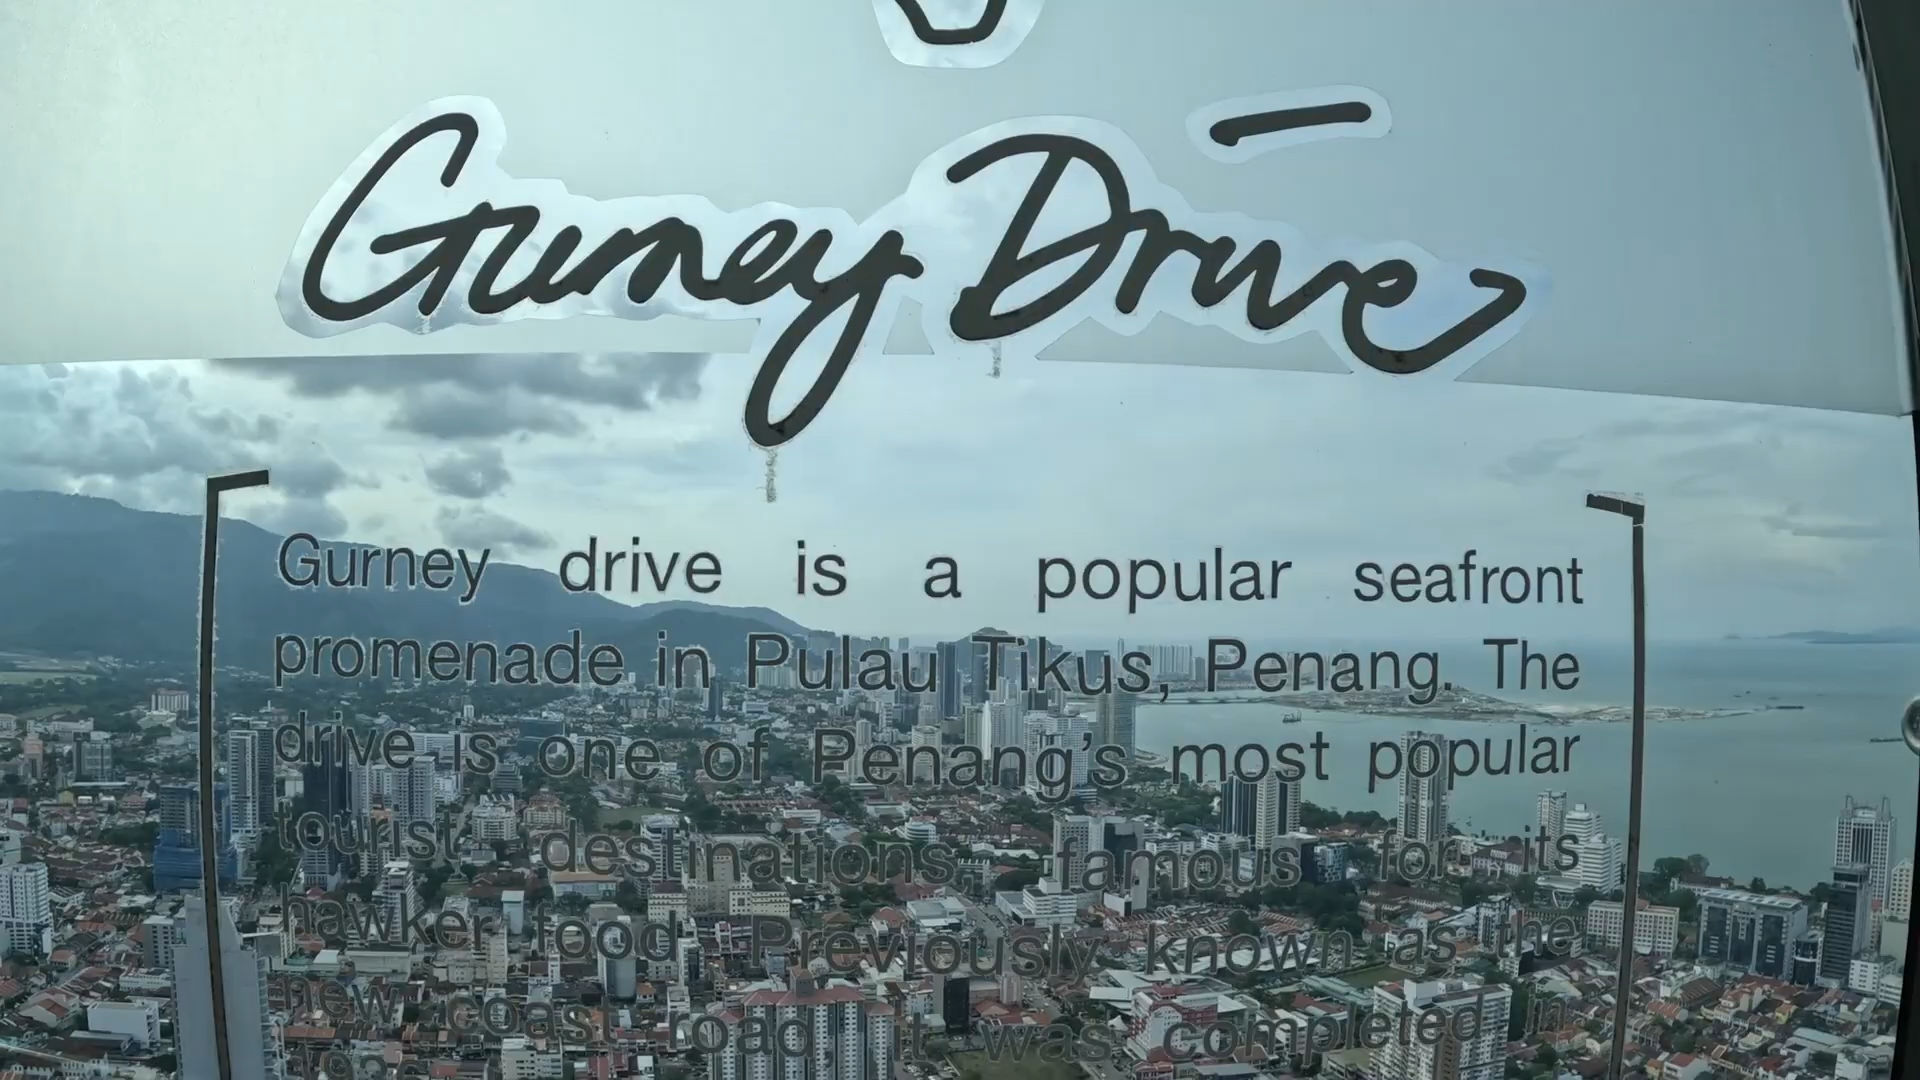 Gurney Drive
Gurney drive is a popular seafront
promenade in Pulau Tikus, Penang. The
drive is one of Penang's most popular
tourist destinations, famous for its
hawker food. Previously known as the
new coast road, it was completed in